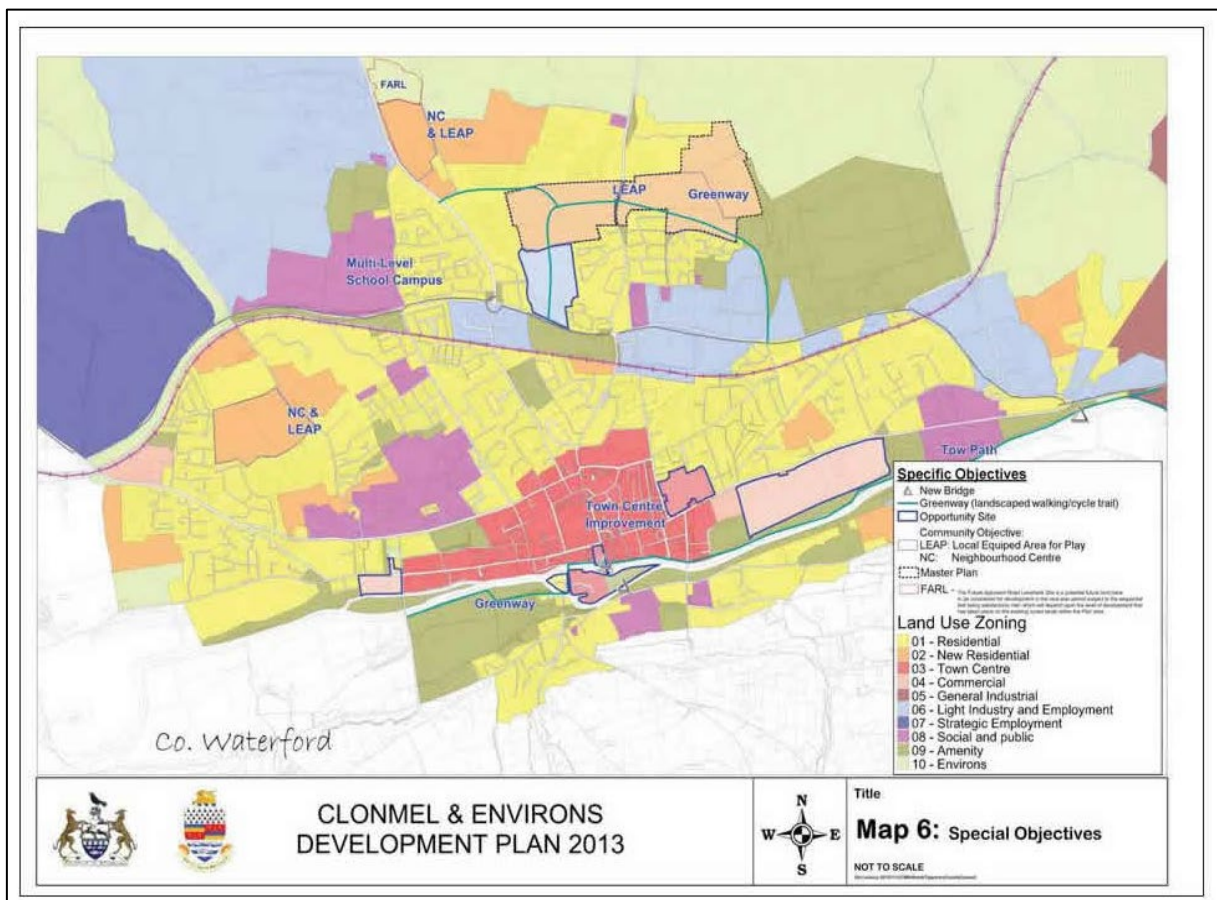 FARL
NC
& LEAP
LEAP
Greenway
Multi-Level
School Campus
NC &
LEAP
Tow Path
Town Centre
Improvement
Greenway
Co. Waterford
Specific Objectives
New Bridge
Greenway (landscaped walking/cycle trail)
Opportunity Site
Community Objective:
LEAP: Local Equiped Area for Play
NC: Neighbourhood Centre
Master Plan
FARL -
Land Use Zoning
01 - Residential
02 - New Residential
03 - Town Centre
04 - Commercial
05 - General Industrial
06 - Light Industry and Employment
07 - Strategic Employment
08 - Social and public
09 - Amenity
10 - Environs
CLONMEL & ENVIRONS
DEVELOPMENT PLAN 2013
N
W E
S
Title
Map 6: Special Objectives
NOT TO SCALE